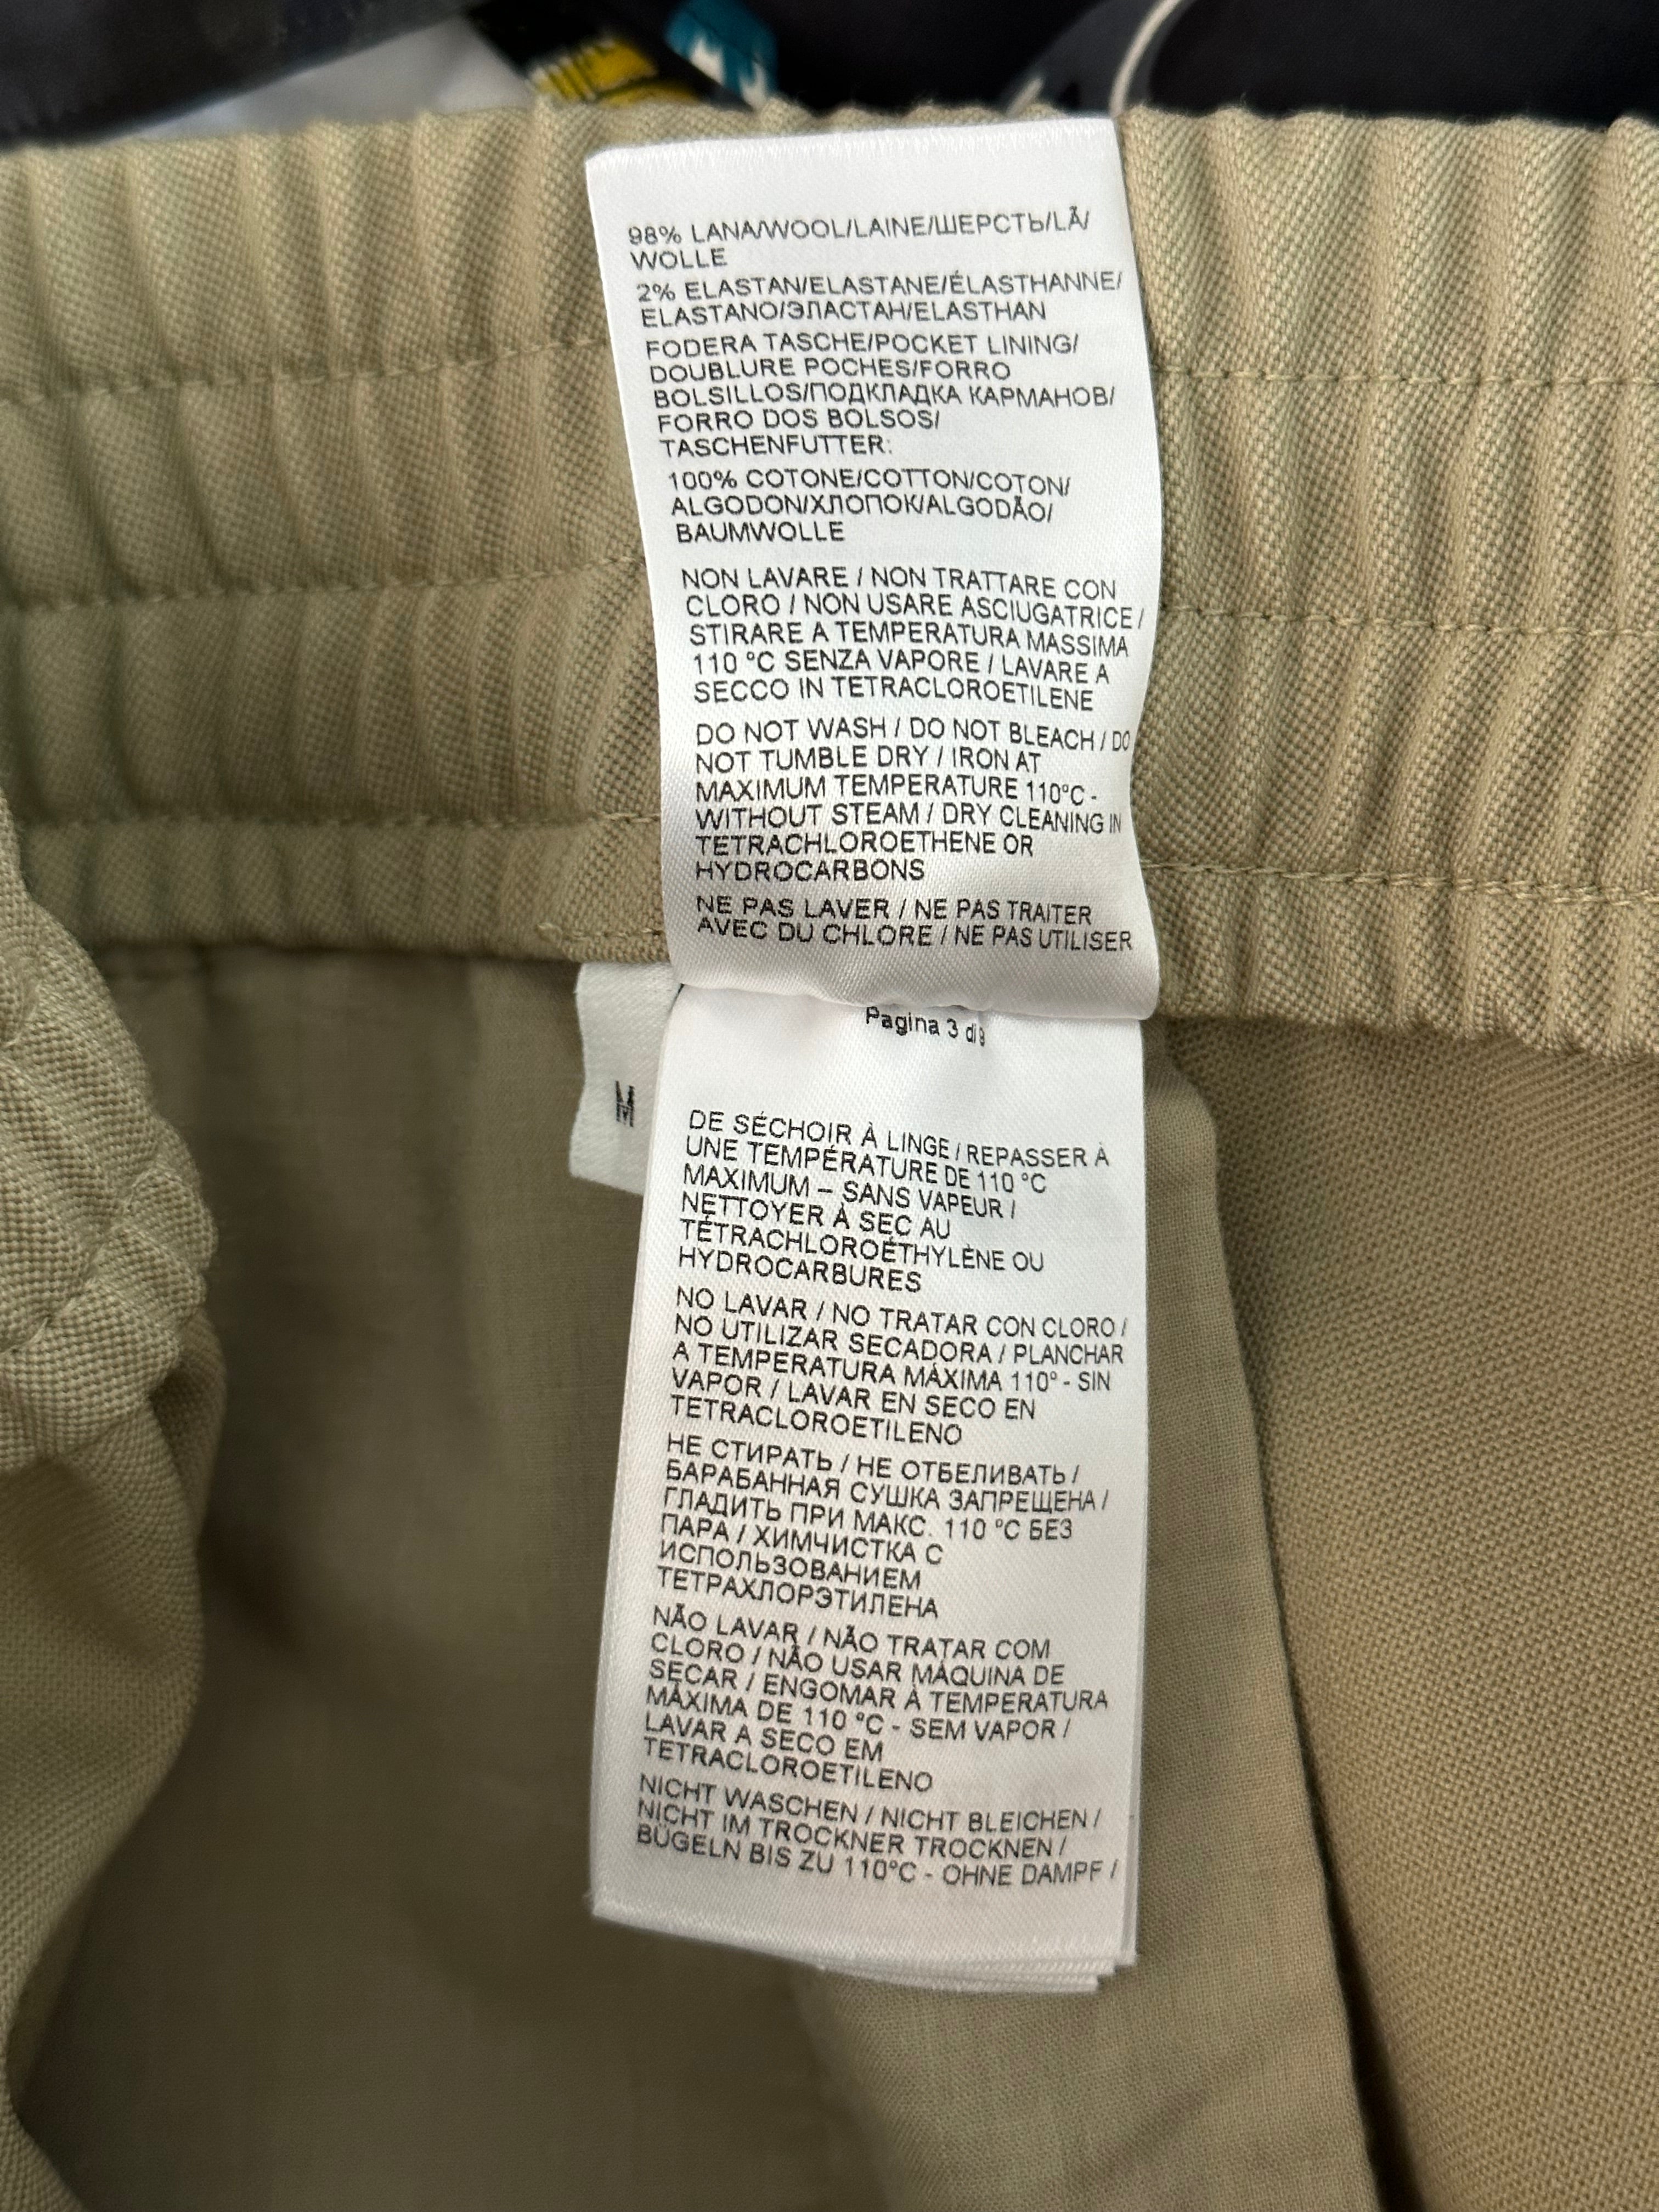 98% LANA/WOOL/LAINE/ШЕРСТЬ/LÃ/
WOLLE
2% ELASTAN/ELASTANE/ÉLASTHANNE/
ELASTANO/ЭЛАСТАН/ELASTHAN
FODERA TASCHE/POCKET LINING/
DOUBLURE POCHES/FORRO
BOLSILLOS/ПОДКЛАДКА КАРМАНОВ/
FORRO DOS BOLSOS/
TASCHENFUTTER:
100% COTONE/COTTON/COTON/
ALGODON/ХЛОПОК/ALGODÃO/
BAUMWOLLE
NON LAVARE / NON TRATTARE CON
CLORO / NON USARE ASCIUGATRICE /
STIRARE A TEMPERATURA MASSIMA
110 °C SENZA VAPORE / LAVARE A
SECCO IN TETRACLOROETILENE
DO NOT WASH / DO NOT BLEACH / DO
NOT TUMBLE DRY / IRON AT
MAXIMUM TEMPERATURE 110°C -
WITHOUT STEAM / DRY CLEANING IN
TETRACHLOROETHENE OR
HYDROCARBONS
NE PAS LAVER / NE PAS TRAITER
AVEC DU CHLORE / NE PAS UTILISER
Pagina 3 di
M
DE SÉCHOIR À LINGE / REPASSER À
UNE TEMPÉRATURE DE 110 °C
MAXIMUM – SANS VAPEUR /
NETTOYER À SEC AU
TÉTRACHLOROÉTHYLÈNE OU
HYDROCARBURES
NO LAVAR / NO TRATAR CON CLORO /
NO UTILIZAR SECADORA / PLANCHAR
A TEMPERATURA MÁXIMA 110° - SIN
VAPOR / LAVAR EN SECO EN
TETRACLOROETILENO
НЕ СТИРАТЬ / НЕ ОТБЕЛИВАТЬ /
БАРАБАННАЯ СУШКА ЗАПРЕЩЕНА /
ГЛАДИТЬ ПРИ МАКС. 110 °C БЕЗ
ПАРА / ХИМЧИСТКА С
ИСПОЛЬЗОВАНИЕМ
ТЕТРАХЛОРЭТИЛЕНА
NÃO LAVAR / NÃO TRATAR COM
CLORO / NÃO USAR MÁQUINA DE
SECAR / ENGOMAR À TEMPERATURA
MÁXIMA DE 110 °C - SEM VAPOR /
LAVAR A SECO EM
TETRACLOROETILENO
NICHT WASCHEN / NICHT BLEICHEN /
NICHT IM TROCKNER TROCKNEN /
BÜGELN BIS ZU 110°C - OHNE DAMPF /